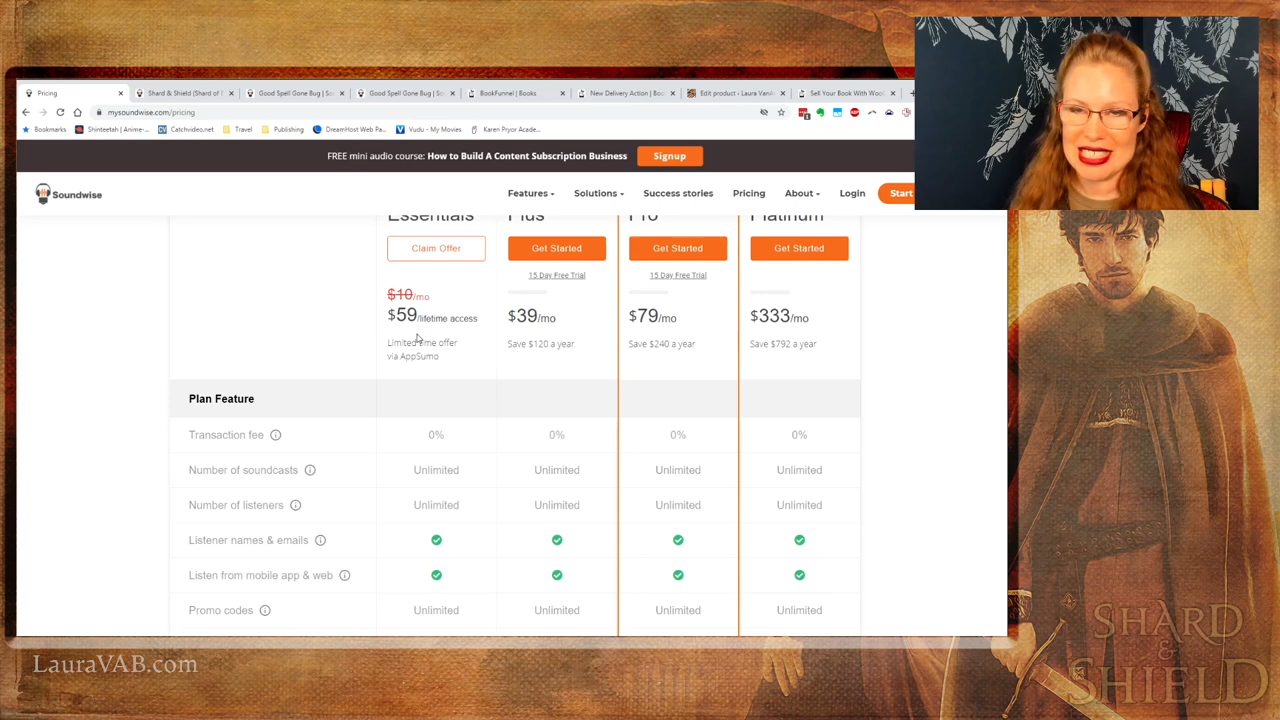 Pricing
Shard & Shield (Shard of
Good Spell Gone Bug | So
Good Spell Gone Bug | So
BookFunnel | Books
New Delivery Action | Boo
Edit product ‹ Laura VanA
Sell Your Book With Woo
mysoundwise.com/pricing
Bookmarks
Shinteetah | Anime-...
Catchvideo.net
Travel
Publishing
DreamHost Web Pa...
Vudu - My Movies
Karen Pryor Acade...
FREE mini audio course: How to Build A Content Subscription Business
Signup
Soundwise
Features
Solutions
Success stories
Pricing
About
Login
Start
Essentials
Plus
Pro
Platinum
Claim Offer
Get Started
Get Started
Get Started
15 Day Free Trial
15 Day Free Trial
$10/mo
$59/lifetime access
$39/mo
$79/mo
$333/mo
Limited time offer
via AppSumo
Save $120 a year
Save $240 a year
Save $792 a year
Plan Feature
Transaction fee 0% 0% 0% 0%
Number of soundcasts Unlimited Unlimited Unlimited Unlimited
Number of listeners Unlimited Unlimited Unlimited Unlimited
Listener names & emails
Listen from mobile app & web
Promo codes Unlimited Unlimited Unlimited Unlimited
LauraVAB.com
SHARD
&
SHIELD